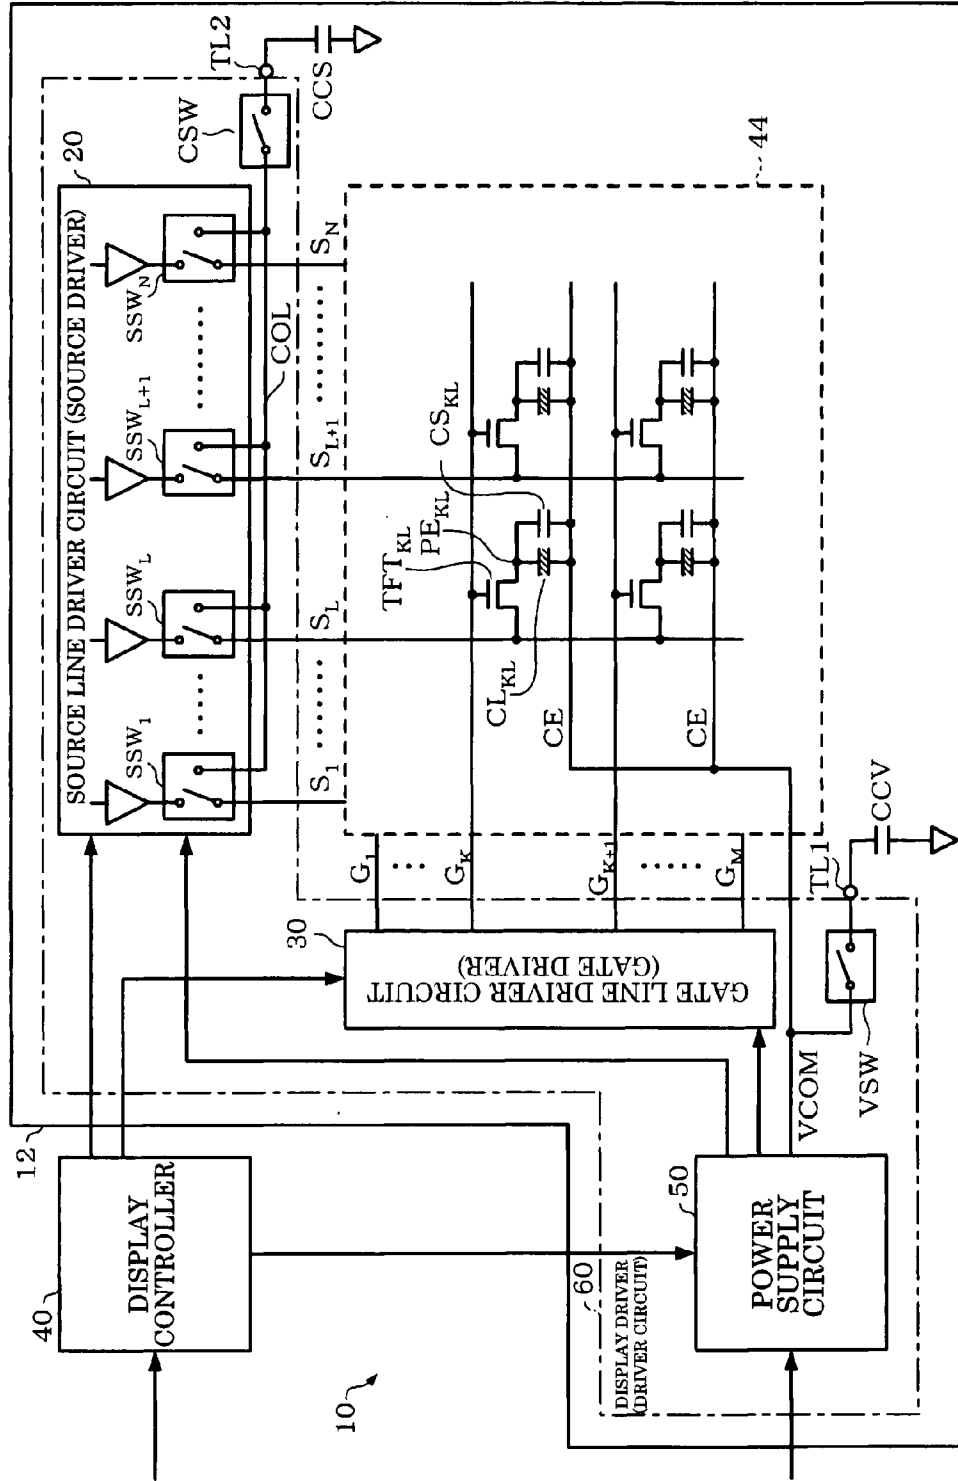 10
12
40
DISPLAY
CONTROLLER
20
SOURCE LINE DRIVER CIRCUIT (SOURCE DRIVER)
SSW1
SSWL
SSWL+1
SSWN
COL
CSW
TL2
CCS
S1
SL
SL+1
SN
30
GATE LINE DRIVER CIRCUIT
(GATE DRIVER)
G1
GK
GK+1
GM
44
TFTKL
PEKL
CSKL
CLKL
CE
CE
60
DISPLAY DRIVER
(DRIVER CIRCUIT)
50
POWER
SUPPLY
CIRCUIT
VCOM
VSW
TL1
CCV